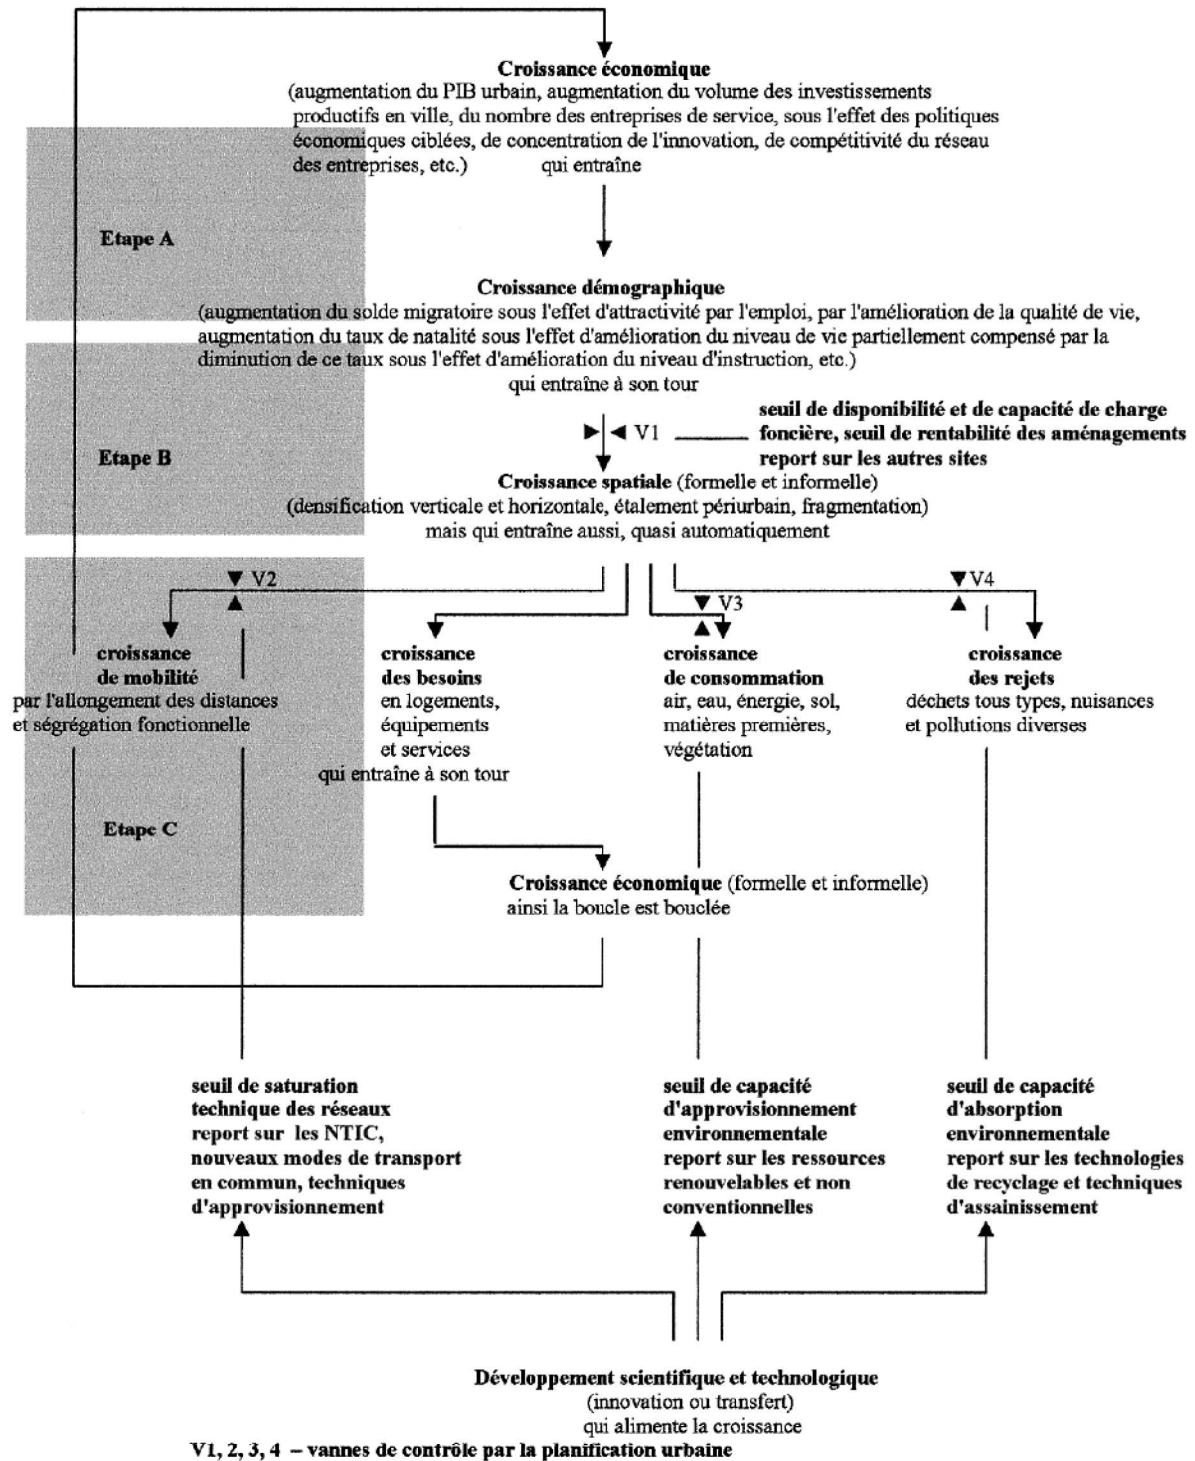 Croissance économique
(augmentation du PIB urbain, augmentation du volume des investissements
productifs en ville, du nombre des entreprises de service, sous l'effet des politiques
économiques ciblées, de concentration de l'innovation, de compétitivité du réseau
des entreprises, etc.) qui entraîne
Etape A
Croissance démographique
(augmentation du solde migratoire sous l'effet d'attractivité par l'emploi, par l'amélioration de la qualité de vie,
augmentation du taux de natalité sous l'effet d'amélioration du niveau de vie partiellement compensé par la
diminution de ce taux sous l'effet d'amélioration du niveau d'instruction, etc.)
qui entraîne à son tour
Etape B
V1
seuil de disponibilité et de capacité de charge
foncière, seuil de rentabilité des aménagements
report sur les autres sites
Croissance spatiale (formelle et informelle)
(densification verticale et horizontale, étalement périurbain, fragmentation)
mais qui entraîne aussi, quasi automatiquement
V2
V3
V4
croissance
de mobilité
par l'allongement des distances
et ségrégation fonctionnelle
croissance
des besoins
en logements,
équipements
et services
qui entraîne à son tour
croissance
de consommation
air, eau, énergie, sol,
matières premières,
végétation
croissance
des rejets
déchets tous types, nuisances
et pollutions diverses
Etape C
Croissance économique (formelle et informelle)
ainsi la boucle est bouclée
seuil de saturation
technique des réseaux
report sur les NTIC,
nouveaux modes de transport
en commun, techniques
d'approvisionnement
seuil de capacité
d'approvisionnement
environnementale
report sur les ressources
renouvelables et non
conventionnelles
seuil de capacité
d'absorption
environnementale
report sur les technologies
de recyclage et techniques
d'assainissement
Développement scientifique et technologique
(innovation ou transfert)
qui alimente la croissance
V1, 2, 3, 4 – vannes de contrôle par la planification urbaine